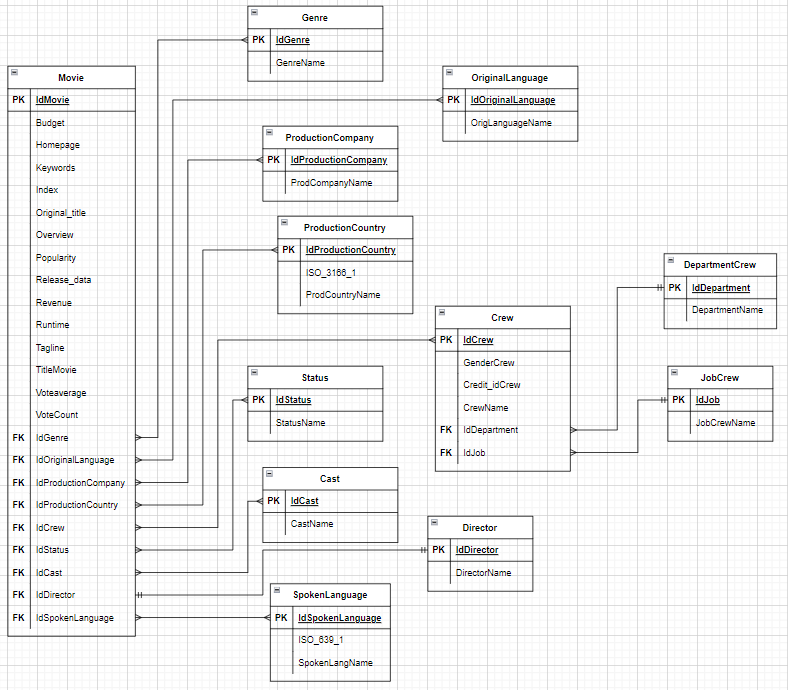 Genre
PK IdGenre
GenreName
Movie
PK IdMovie
Budget
Homepage
Keywords
Index
Original_title
Overview
Popularity
Release_data
Revenue
Runtime
Tagline
TitleMovie
Voteaverage
VoteCount
FK IdGenre
FK IdOriginalLanguage
FK IdProductionCompany
FK IdProductionCountry
FK IdCrew
FK IdStatus
FK IdCast
FK IdDirector
FK IdSpokenLanguage
OriginalLanguage
PK IdOriginalLanguage
OrigLanguageName
ProductionCompany
PK IdProductionCompany
ProdCompanyName
ProductionCountry
PK IdProductionCountry
ISO_3166_1
ProdCountryName
DepartmentCrew
PK IdDepartment
DepartmentName
Crew
PK IdCrew
GenderCrew
Credit_idCrew
CrewName
FK IdDepartment
FK IdJob
JobCrew
PK IdJob
JobCrewName
Status
PK IdStatus
StatusName
Cast
PK IdCast
CastName
Director
PK IdDirector
DirectorName
SpokenLanguage
PK IdSpokenLanguage
ISO_639_1
SpokenLangName